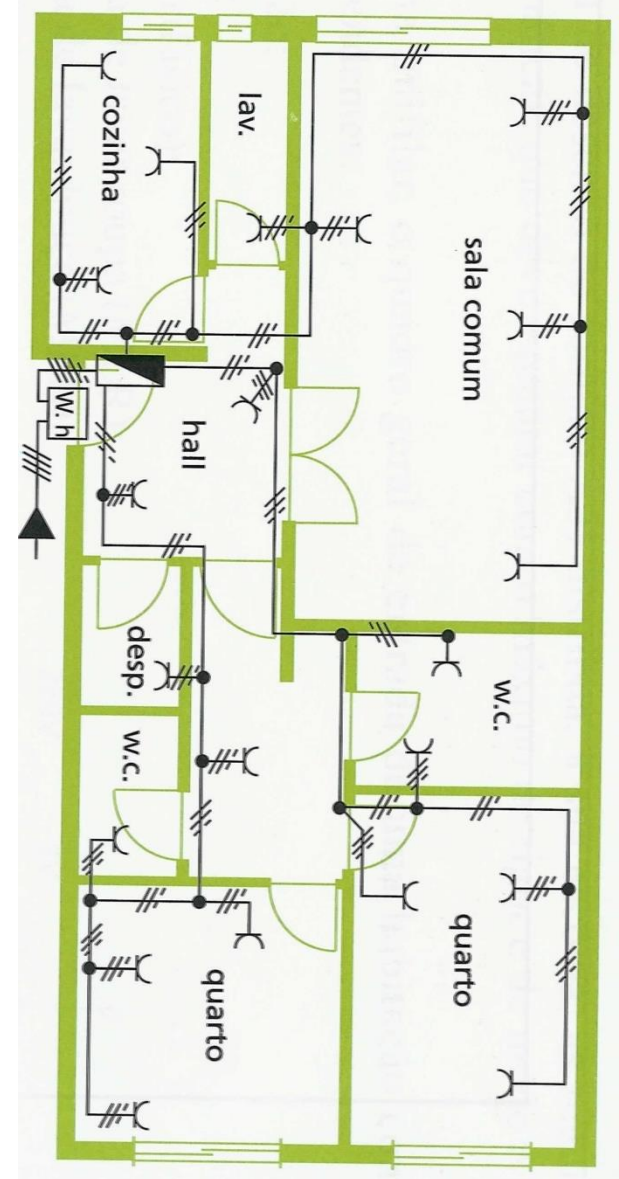 cozinha
lav.
sala comum
W.h
hall
desp.
w.c.
w.c.
quarto
quarto